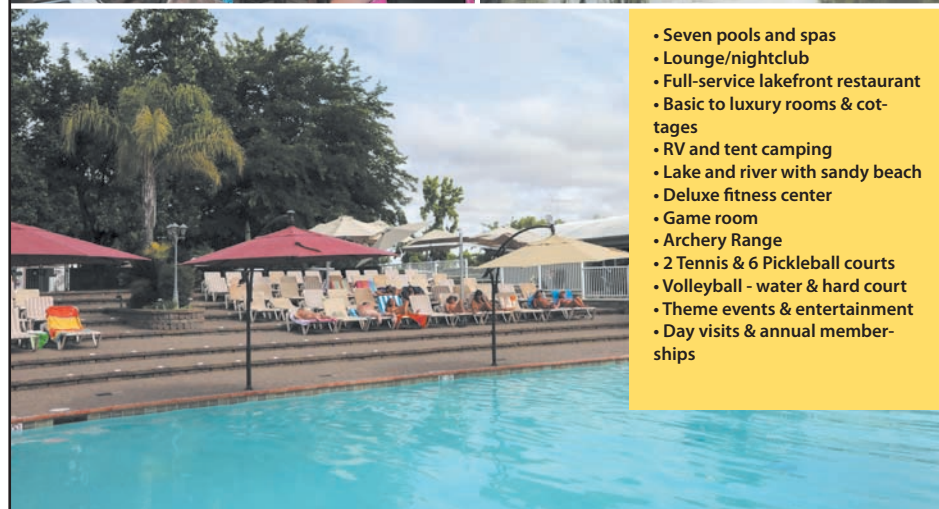 • Seven pools and spas
• Lounge/nightclub
• Full-service lakefront restaurant
• Basic to luxury rooms & cot-
tages
• RV and tent camping
• Lake and river with sandy beach
• Deluxe fitness center
• Game room
• Archery Range
• 2 Tennis & 6 Pickleball courts
• Volleyball - water & hard court
• Theme events & entertainment
• Day visits & annual member-
ships